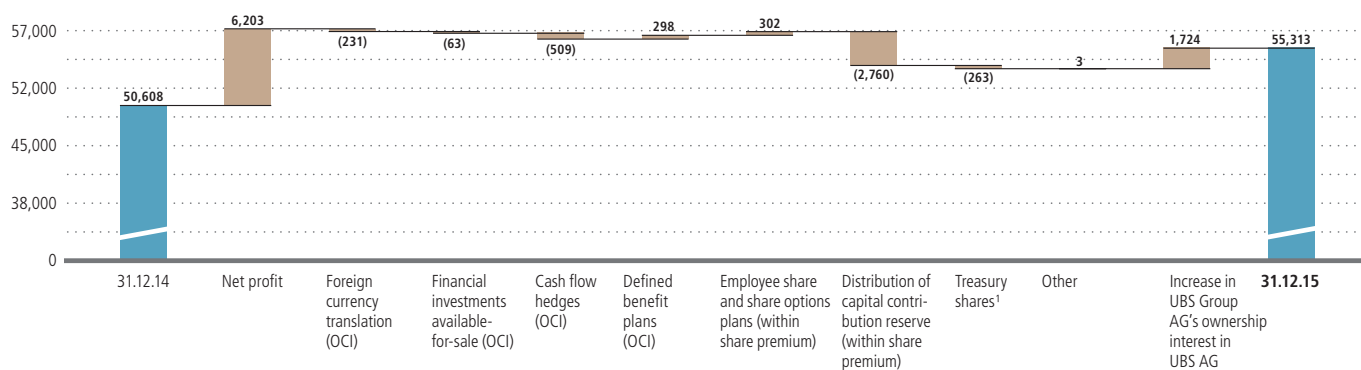 57,000
52,000
45,000
38,000
0
50,608
6,203
(231)
(63)
(509)
298
302
(2,760)
(263)
3
1,724
55,313
31.12.14
Net profit
Foreign
currency
translation
(OCI)
Financial
investments
available-
for-sale (OCI)
Cash flow
hedges
(OCI)
Defined
benefit
plans
(OCI)
Employee share
and share options
plans (within
share premium)
Distribution of
capital contri-
bution reserve
(within share
premium)
Treasury
shares¹
Other
Increase in
UBS Group
AG's ownership
interest in
UBS AG
31.12.15